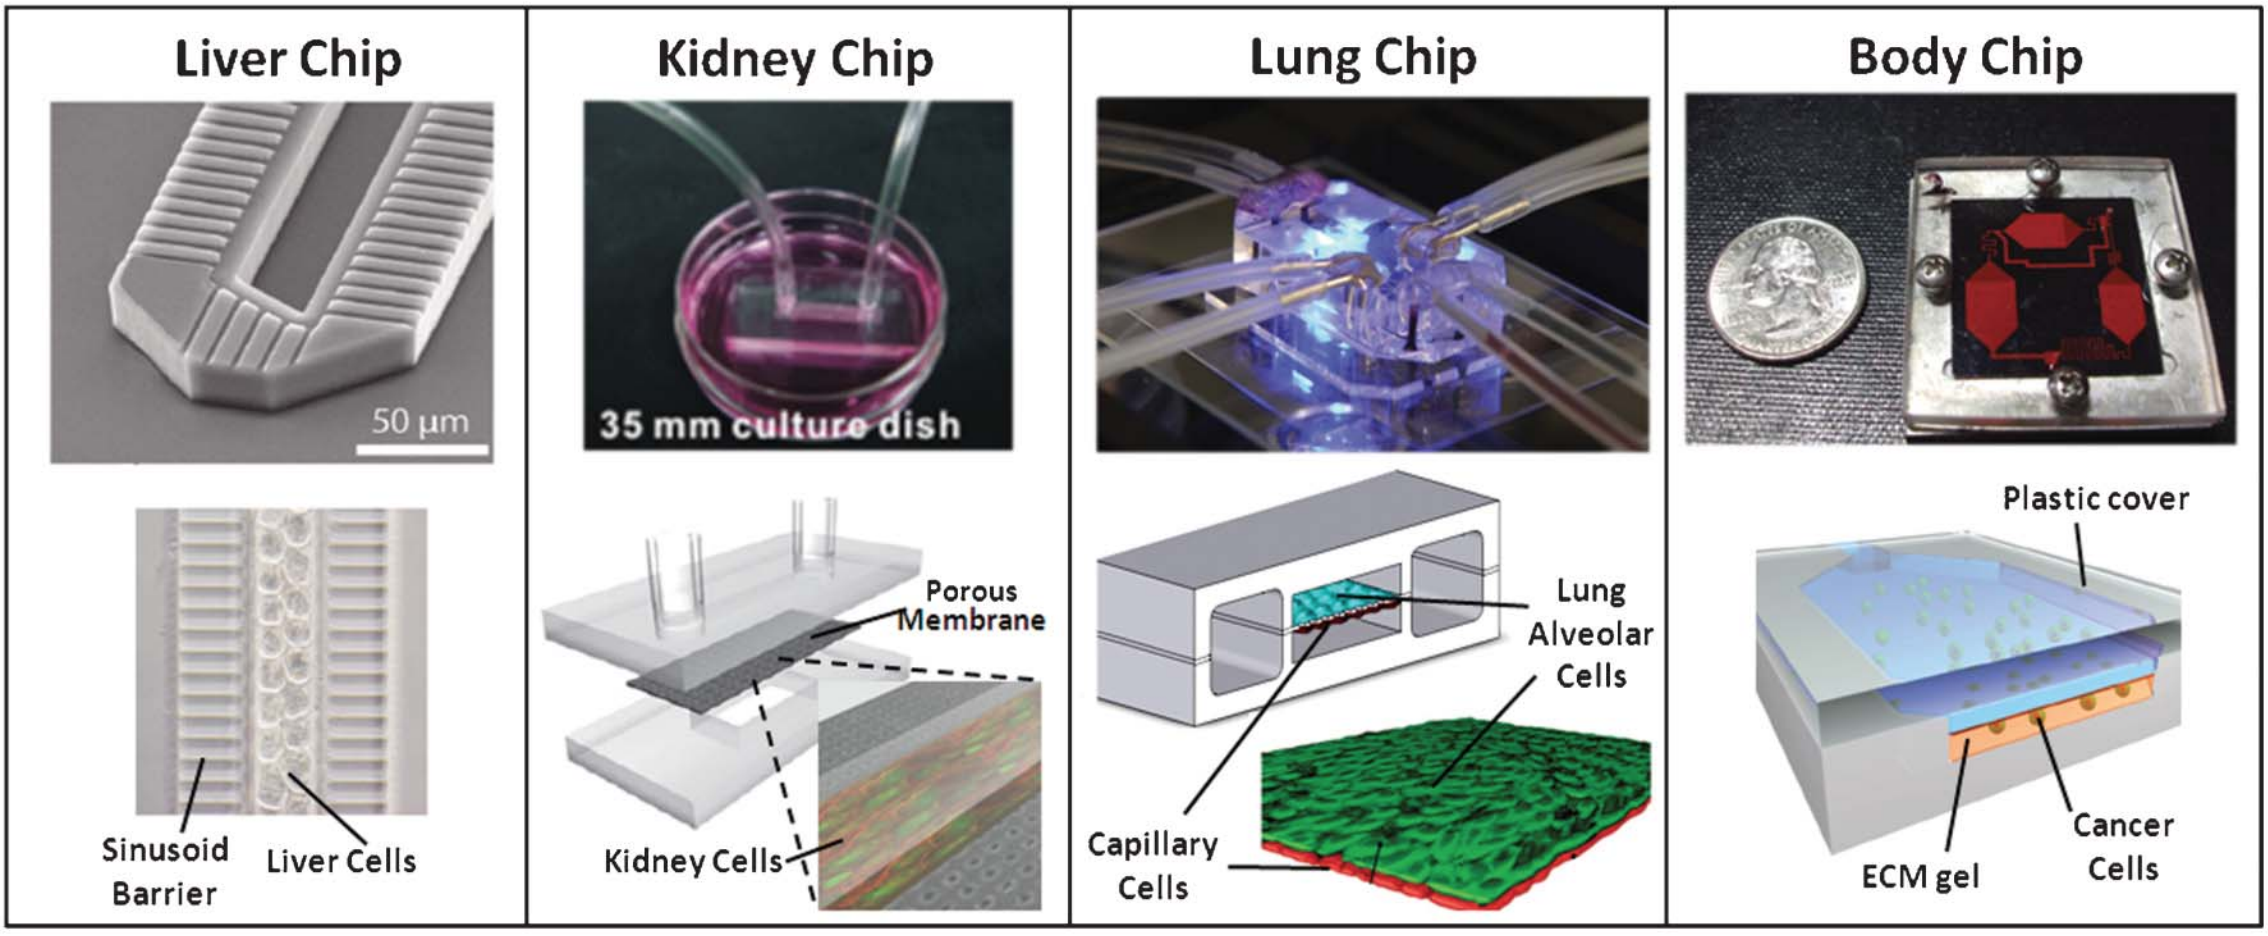 Liver Chip
50 μm
Sinusoid
Barrier
Liver Cells
Kidney Chip
35 mm culture dish
Porous
Membrane
Kidney Cells
Lung Chip
Lung
Alveolar
Cells
Capillary
Cells
Body Chip
Plastic cover
Cancer
Cells
ECM gel